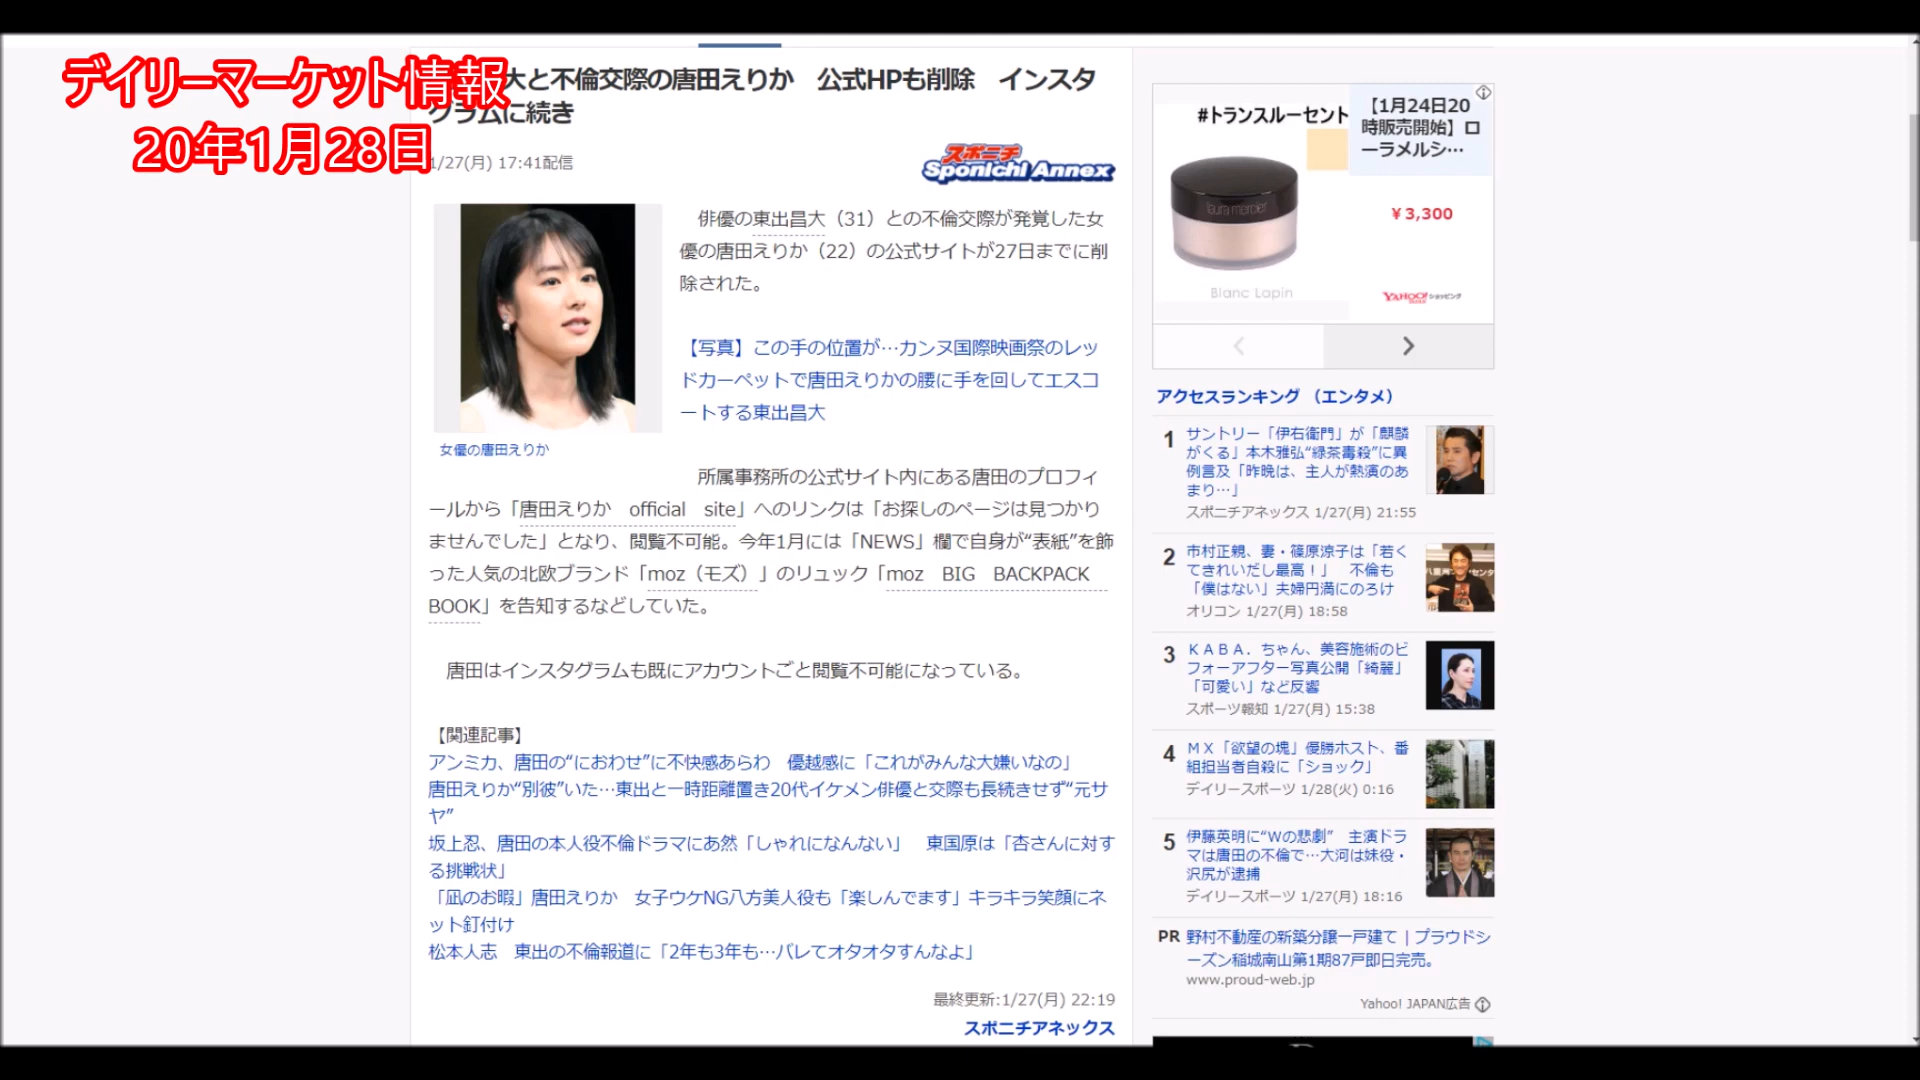 デイリーマーケット情報
20年1月28日
大と不倫交際の唐田えりか　公式HPも削除　インスタ
グラムに続き
1/27(月) 17:41配信
スポニチ
Sponichi Annex
俳優の東出昌大（31）との不倫交際が発覚した女
優の唐田えりか（22）の公式サイトが27日までに削
除された。
【写真】この手の位置が…カンヌ国際映画祭のレッ
ドカーペットで唐田えりかの腰に手を回してエスコ
ートする東出昌大
女優の唐田えりか
所属事務所の公式サイト内にある唐田のプロフィ
ールから「唐田えりか　official　site」へのリンクは「お探しのページは見つかり
ませんでした」となり、閲覧不可能。今年1月には「NEWS」欄で自身が“表紙”を飾
った人気の北欧ブランド「moz（モズ）」のリュック「moz　BIG　BACKPACK
BOOK」を告知するなどしていた。
唐田はインスタグラムも既にアカウントごと閲覧不可能になっている。
【関連記事】
アンミカ、唐田の“におわせ”に不快感あらわ　優越感に「これがみんな大嫌いなの」
唐田えりか“別彼”いた…東出と一時距離置き20代イケメン俳優と交際も長続きせず“元サ
ヤ”
坂上忍、唐田の本人役不倫ドラマにあ然「しゃれになんない」　東国原は「杏さんに対す
る挑戦状」
「凪のお暇」唐田えりか　女子ウケNG八方美人役も「楽しんでます」キラキラ笑顔にネ
ット釘付け
松本人志　東出の不倫報道に「2年も3年も…バレてオタオタすんなよ」
最終更新:1/27(月) 22:19
スポニチアネックス
#トランスルーセント
【1月24日20
時販売開始】ロ
ーラメルシ…
￥3,300
laura mercier
Blanc Lapin
YAHOO!ショッピング
JAPAN
アクセスランキング（エンタメ）
1
サントリー「伊右衛門」が「麒麟
がくる」本木雅弘“緑茶毒殺”に異
例言及「昨晩は、主人が熱演のあ
まり…」
スポニチアネックス 1/27(月) 21:55
2
市村正親、妻・篠原涼子は「若く
てきれいだし最高！」　不倫も
「僕はない」夫婦円満にのろけ
オリコン 1/27(月) 18:58
3
ＫＡＢＡ．ちゃん、美容施術のビ
フォーアフター写真公開「綺麗」
「可愛い」など反響
スポーツ報知 1/27(月) 15:38
4
ＭＸ「欲望の塊」優勝ホスト、番
組担当者自殺に「ショック」
デイリースポーツ 1/28(火) 0:16
5
伊藤英明に“Wの悲劇”　主演ドラ
マは唐田の不倫で…大河は妹役・
沢尻が逮捕
デイリースポーツ 1/27(月) 18:16
PR 野村不動産の新築分譲一戸建て｜プラウドシ
ーズン稲城南山第1期87戸即日完売。
www.proud-web.jp
Yahoo! JAPAN広告